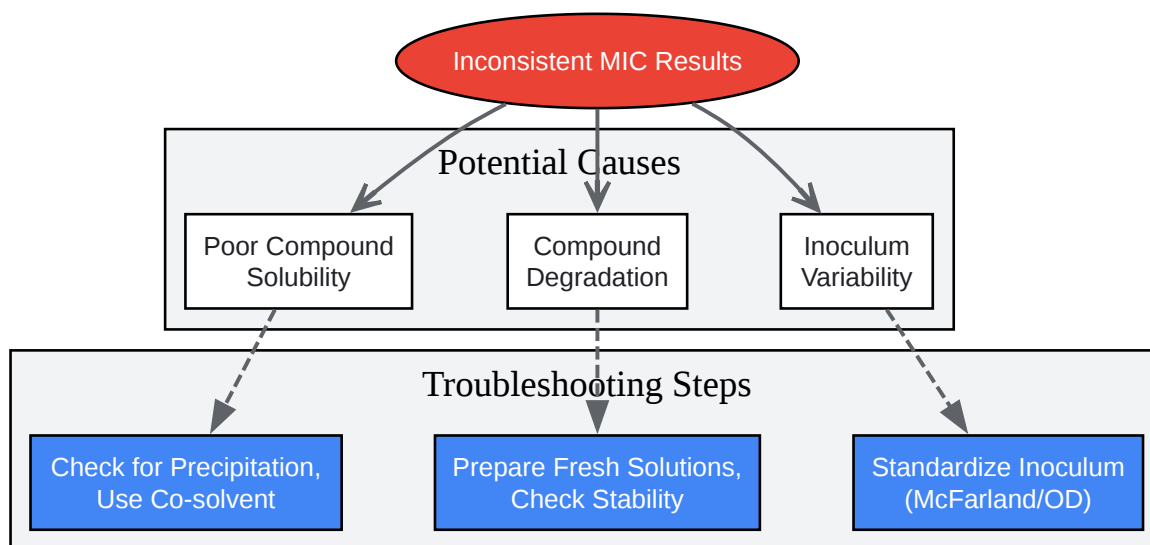 Inconsistent MIC Results
Potential Causes
Poor Compound
Solubility
Compound
Degradation
Inoculum
Variability
Troubleshooting Steps
Check for Precipitation,
Use Co-solvent
Prepare Fresh Solutions,
Check Stability
Standardize Inoculum
(McFarland/OD)